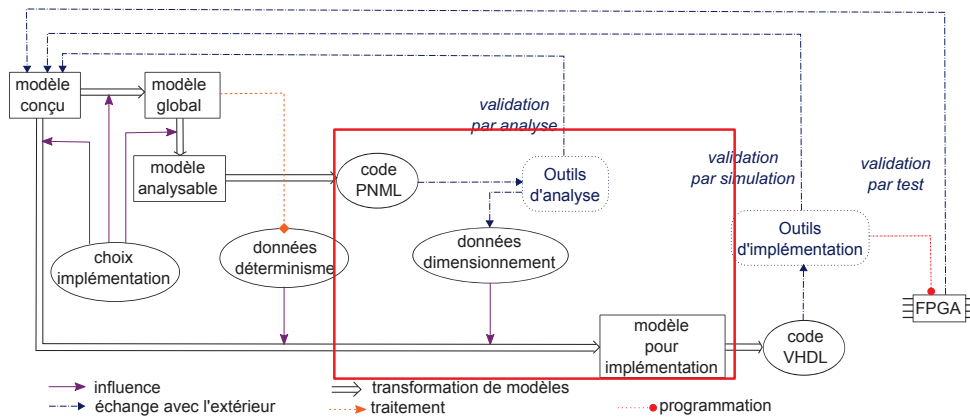 modèle
conçu
modèle
global
validation
par analyse
modèle
analysable
code
PNML
Outils
d'analyse
validation
par simulation
validation
par test
choix
implémentation
données
déterminisme
données
dimensionnement
Outils
d'implémentation
FPGA
modèle
pour
implémentation
code
VHDL
influence
transformation de modèles
échange avec l'extérieur
traitement
programmation